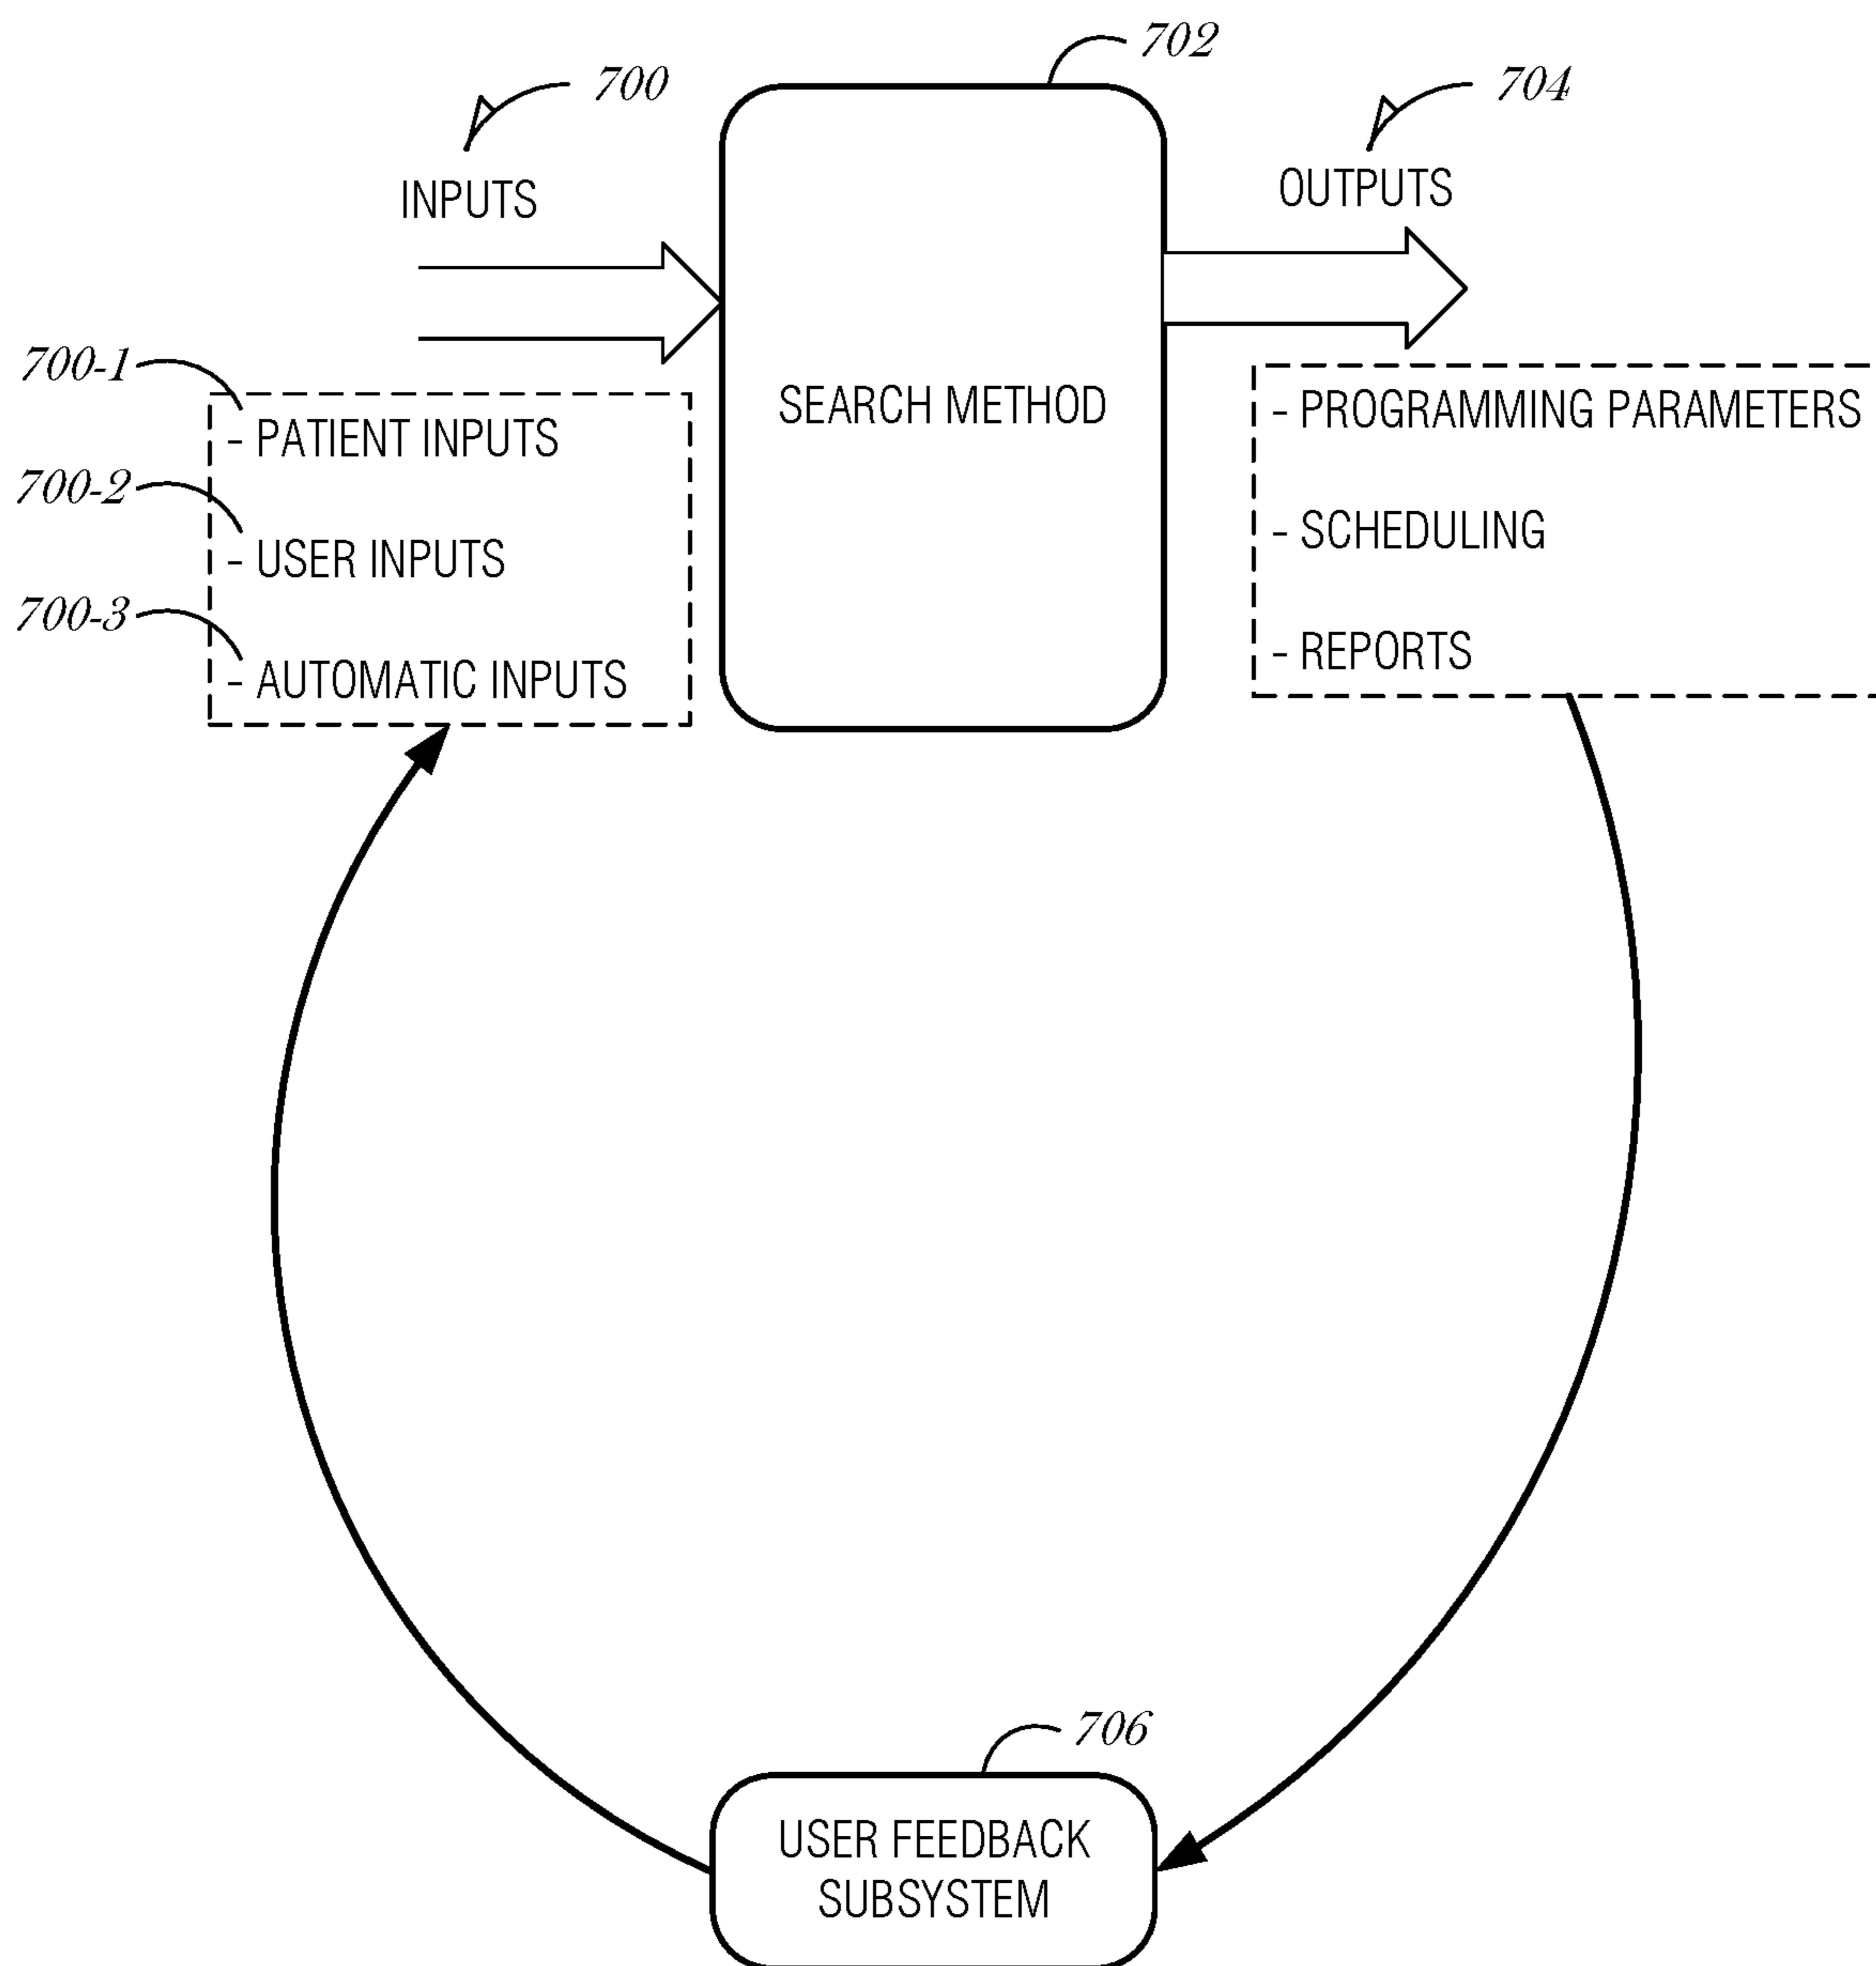 702
700
704
INPUTS
OUTPUTS
700-1
- PATIENT INPUTS
700-2
- USER INPUTS
700-3
- AUTOMATIC INPUTS
SEARCH METHOD
- PROGRAMMING PARAMETERS
- SCHEDULING
- REPORTS
706
USER FEEDBACK
SUBSYSTEM